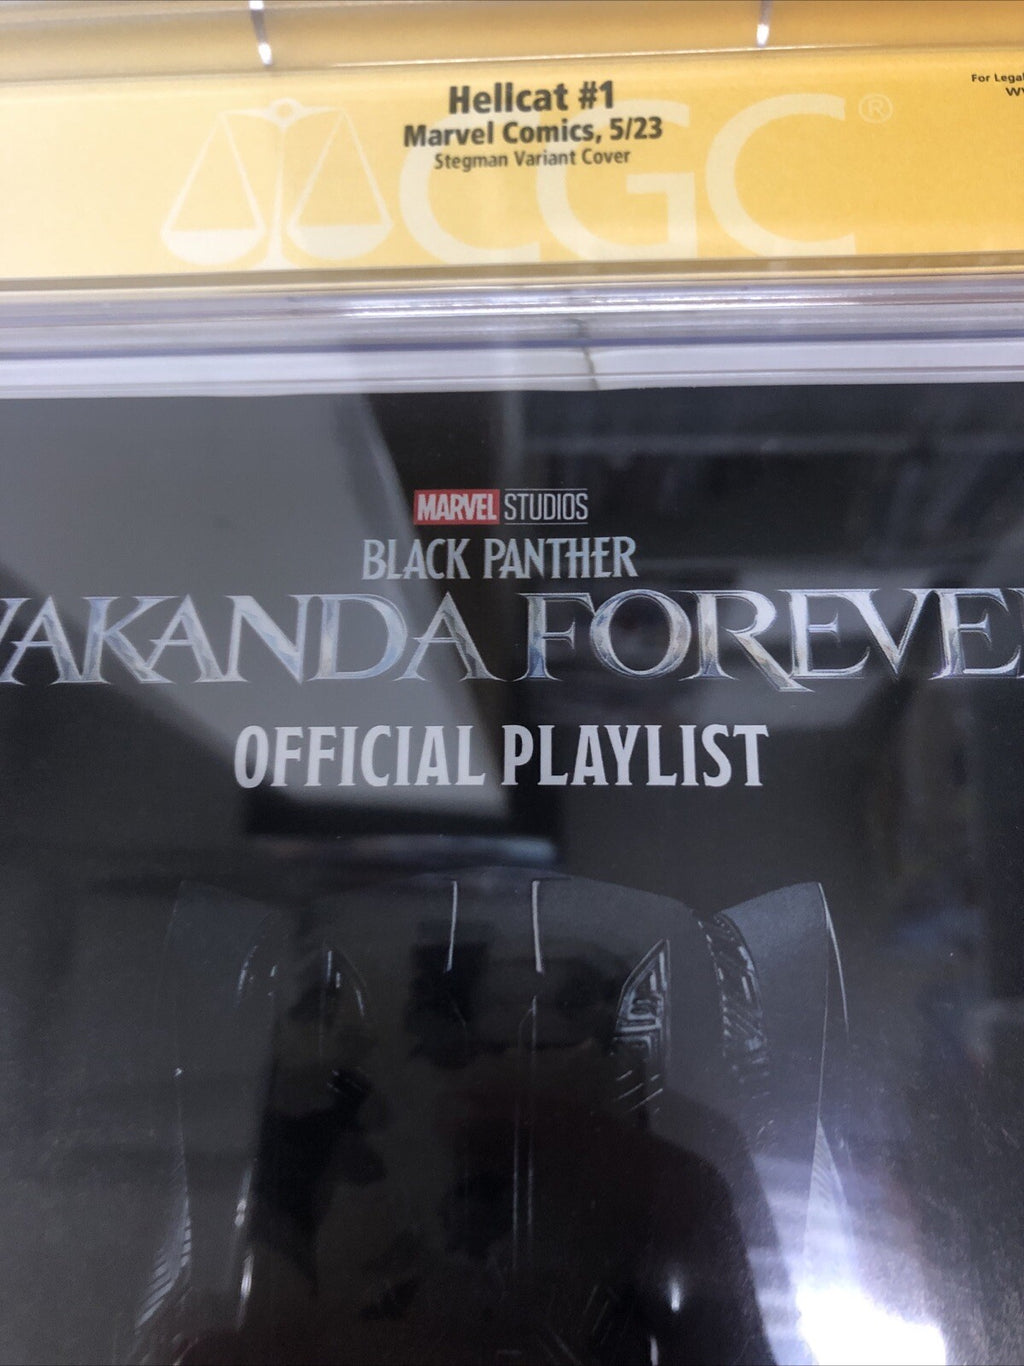 Hellcat #1
Marvel Comics, 5/23
Stegman Variant Cover
For Legal
CGC®
MARVEL STUDIOS
BLACK PANTHER
WAKANDA FOREVE
OFFICIAL PLAYLIST